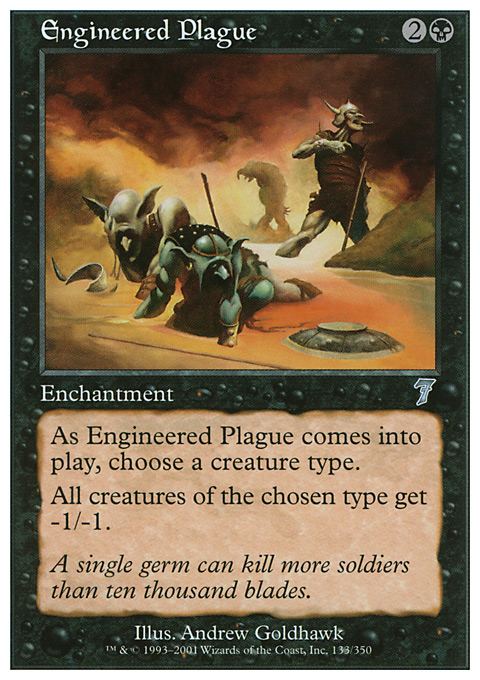 Engineered Plague 2
Enchantment 7
As Engineered Plague comes into
play, choose a creature type.
All creatures of the chosen type get
-1/-1.
A single germ can kill more soldiers
than ten thousand blades.
Illus. Andrew Goldhawk
™ & © 1993-2001 Wizards of the Coast, Inc. 133/350